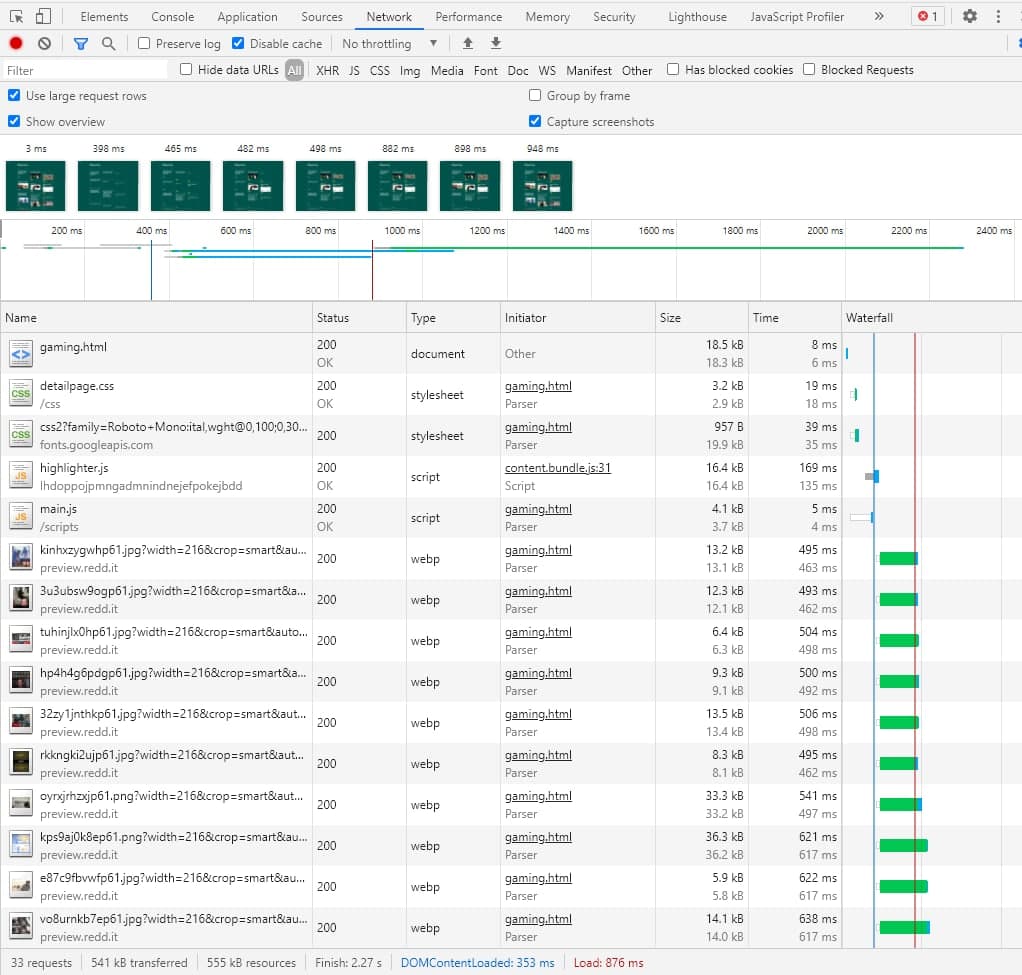 Elements Console Application Sources Network Performance Memory Security Lighthouse JavaScript Profiler » 1
Preserve log Disable cache No throttling
Filter Hide data URLs All XHR JS CSS Img Media Font Doc WS Manifest Other Has blocked cookies Blocked Requests
Use large request rows Group by frame
Show overview Capture screenshots
3 ms 398 ms 465 ms 482 ms 498 ms 882 ms 898 ms 948 ms
200 ms 400 ms 600 ms 800 ms 1000 ms 1200 ms 1400 ms 1600 ms 1800 ms 2000 ms 2200 ms 2400 ms
Name Status Type Initiator Size Time Waterfall
gaming.html 200 document Other 18.5 kB 8 ms
OK 18.3 kB 6 ms
detailpage.css 200 stylesheet gaming.html 3.2 kB 19 ms
/css OK Parser 2.9 kB 18 ms
css2?family=Roboto+Mono:ital,wght@0,100;0,30... 200 stylesheet gaming.html 957 B 39 ms
fonts.googleapis.com Parser 19.9 kB 35 ms
highlighter.js 200 script content.bundle.js:31 16.4 kB 169 ms
lhdoppojpmngadmnindnejefpokejbdd OK Script 16.4 kB 135 ms
main.js 200 script gaming.html 4.1 kB 5 ms
/scripts OK Parser 3.7 kB 4 ms
kinhxzygwhp61.jpg?width=216&crop=smart&au... 200 webp gaming.html 13.2 kB 495 ms
preview.redd.it Parser 13.1 kB 463 ms
3u3ubsw9ogp61.jpg?width=216&crop=smart&a... 200 webp gaming.html 12.3 kB 493 ms
preview.redd.it Parser 12.1 kB 462 ms
tuhinjlx0hp61.jpg?width=216&crop=smart&auto... 200 webp gaming.html 6.4 kB 504 ms
preview.redd.it Parser 6.3 kB 498 ms
hp4h4g6pdgp61.jpg?width=216&crop=smart&a... 200 webp gaming.html 9.3 kB 500 ms
preview.redd.it Parser 9.1 kB 492 ms
32zy1jnthkp61.jpg?width=216&crop=smart&aut... 200 webp gaming.html 13.5 kB 506 ms
preview.redd.it Parser 13.4 kB 498 ms
rkkngki2ujp61.jpg?width=216&crop=smart&aut... 200 webp gaming.html 8.3 kB 495 ms
preview.redd.it Parser 8.1 kB 462 ms
oyrxjrhzxjp61.png?width=216&crop=smart&aut... 200 webp gaming.html 33.3 kB 541 ms
preview.redd.it Parser 33.2 kB 497 ms
kps9aj0k8ep61.png?width=216&crop=smart&au... 200 webp gaming.html 36.3 kB 621 ms
preview.redd.it Parser 36.2 kB 617 ms
e87c9fbvwfp61.jpg?width=216&crop=smart&au... 200 webp gaming.html 5.9 kB 622 ms
preview.redd.it Parser 5.8 kB 617 ms
vo8urnkb7ep61.jpg?width=216&crop=smart&au... 200 webp gaming.html 14.1 kB 638 ms
preview.redd.it Parser 14.0 kB 617 ms
33 requests 541 kB transferred 555 kB resources Finish: 2.27 s DOMContentLoaded: 353 ms Load: 876 ms